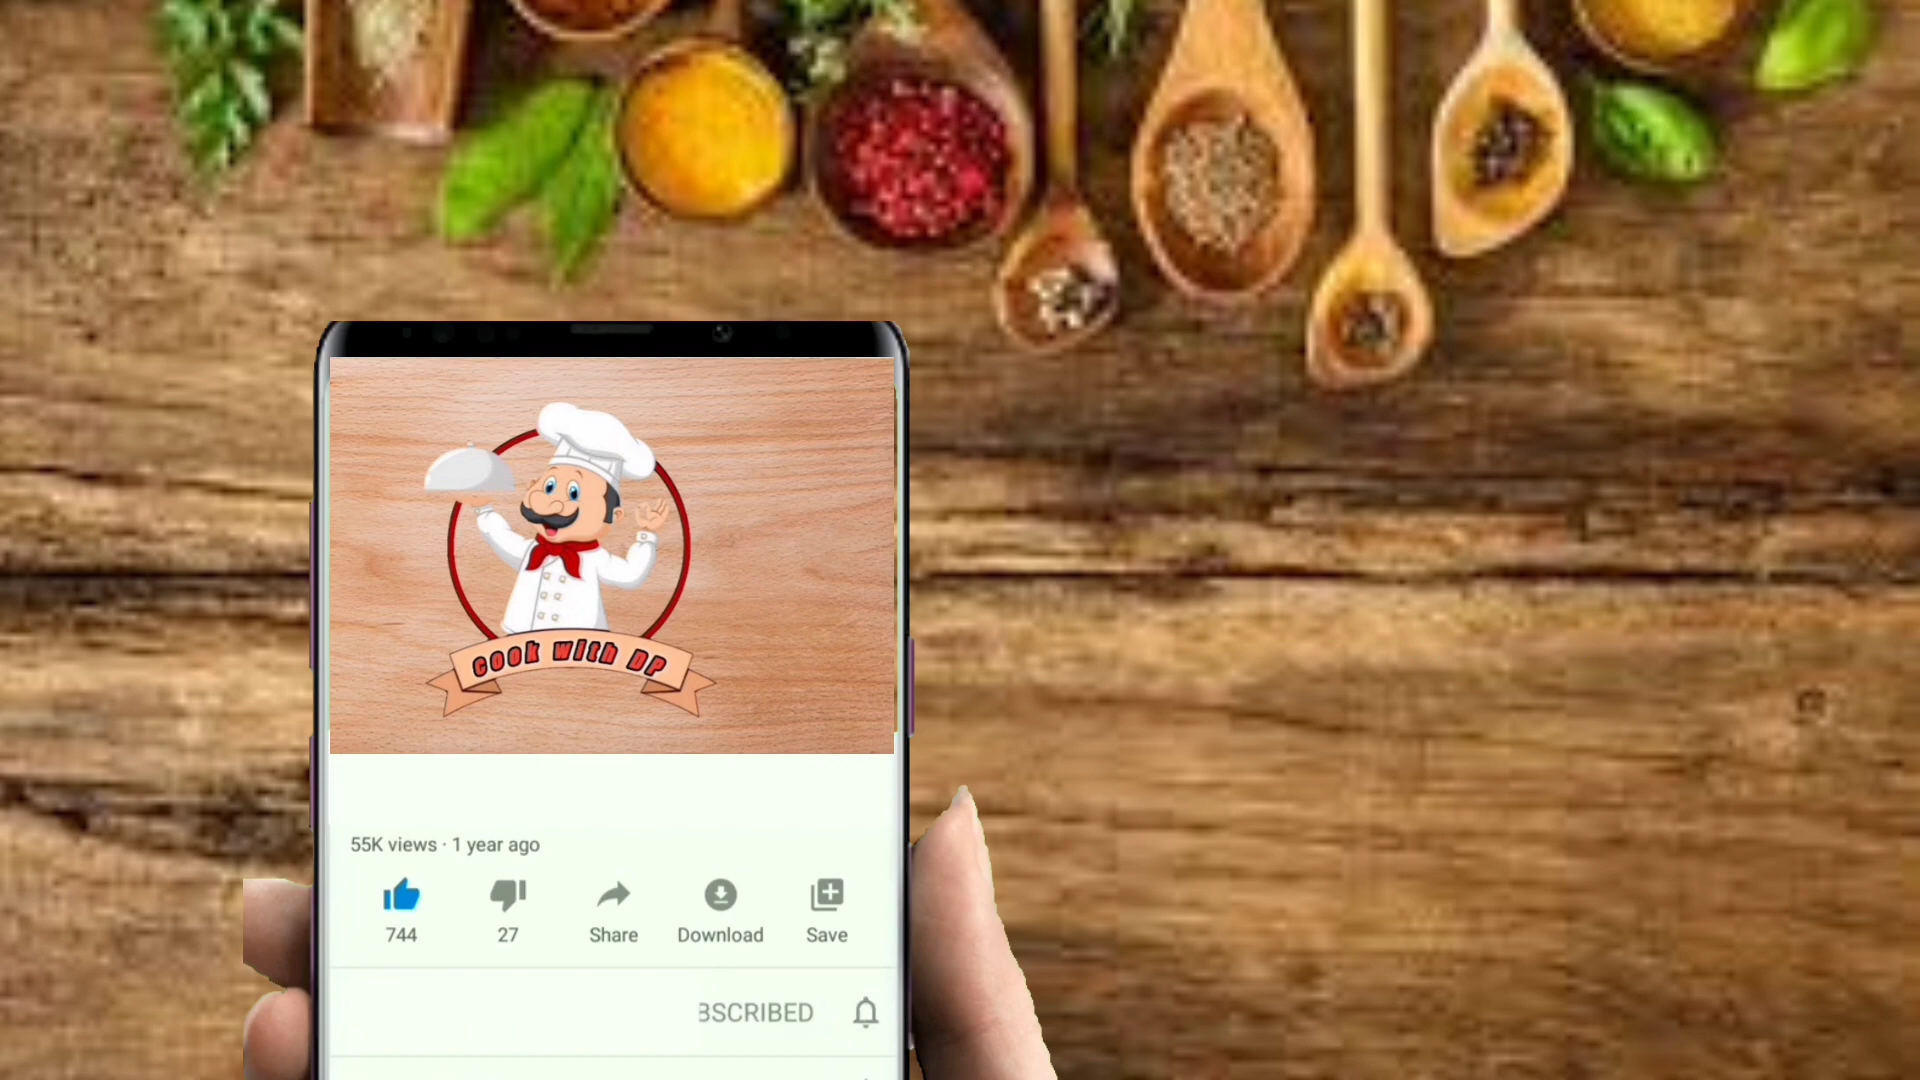 cook with DP
55K views · 1 year ago
744
27
Share
Download
Save
BSCRIBED